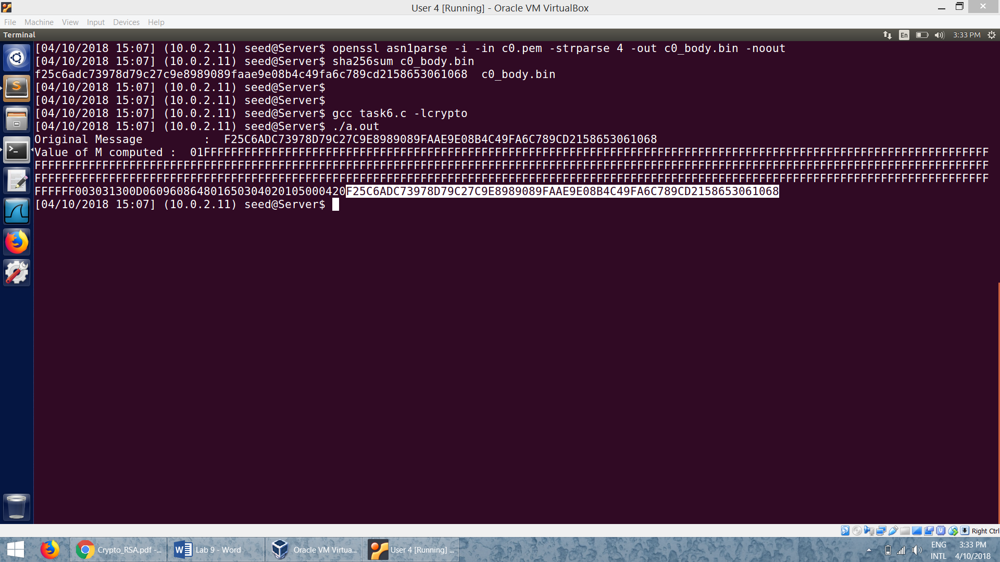 User 4 [Running] - Oracle VM VirtualBox
File Machine View Input Devices Help
Terminal En 3:33 PM
[04/10/2018 15:07] (10.0.2.11) seed@Server$ openssl asn1parse -i -in c0.pem -strparse 4 -out c0_body.bin -noout
[04/10/2018 15:07] (10.0.2.11) seed@Server$ sha256sum c0_body.bin
f25c6adc73978d79c27c9e8989089faae9e08b4c49fa6c789cd2158653061068  c0_body.bin
[04/10/2018 15:07] (10.0.2.11) seed@Server$
[04/10/2018 15:07] (10.0.2.11) seed@Server$
[04/10/2018 15:07] (10.0.2.11) seed@Server$ gcc task6.c -lcrypto
[04/10/2018 15:07] (10.0.2.11) seed@Server$ ./a.out
Original Message         :  F25C6ADC73978D79C27C9E8989089FAAE9E08B4C49FA6C789CD2158653061068
Value of M computed :  01FFFFFFFFFFFFFFFFFFFFFFFFFFFFFFFFFFFFFFFFFFFFFFFFFFFFFFFFFFFFFFFFFFFFFFFFFFFFFFFFFFFFFFFFFFFFFFFFFFFFFFFFFFFFFFFFFFFF
FFFFFFFFFFFFFFFFFFFFFFFFFFFFFFFFFFFFFFFFFFFFFFFFFFFFFFFFFFFFFFFFFFFFFFFFFFFFFFFFFFFFFFFFFFFFFFFFFFFFFFFFFFFFFFFFFFFFFFFFFFFFFFFFFFFFFFFFF
FFFFFFFFFFFFFFFFFFFFFFFFFFFFFFFFFFFFFFFFFFFFFFFFFFFFFFFFFFFFFFFFFFFFFFFFFFFFFFFFFFFFFFFFFFFFFFFFFFFFFFFFFFFFFFFFFFFFFFFFFFFFFFFFFFFFFFFFF
FFFFFF003031300D060960864801650304020105000420F25C6ADC73978D79C27C9E8989089FAAE9E08B4C49FA6C789CD2158653061068
[04/10/2018 15:07] (10.0.2.11) seed@Server$
Right Ctrl
Crypto_RSA.pdf -... Lab 9 - Word Oracle VM Virtua... User 4 [Running] ... ENG 3:33 PM
INTL 4/10/2018